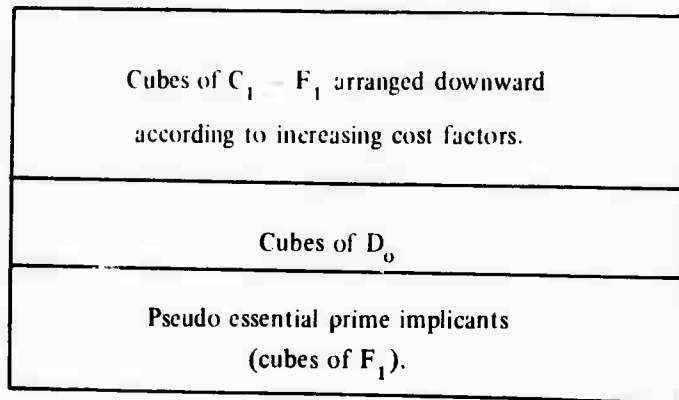 Cubes of C₁ – F₁ arranged downward
according to increasing cost factors.
Cubes of D₀
Pseudo essential prime implicants
(cubes of F₁).